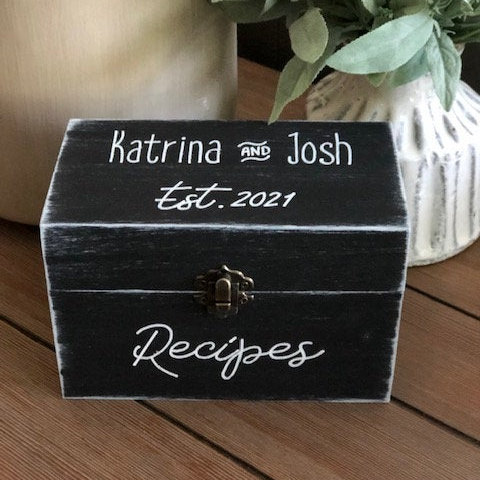 Katrina AND Josh
Est. 2021
Recipes